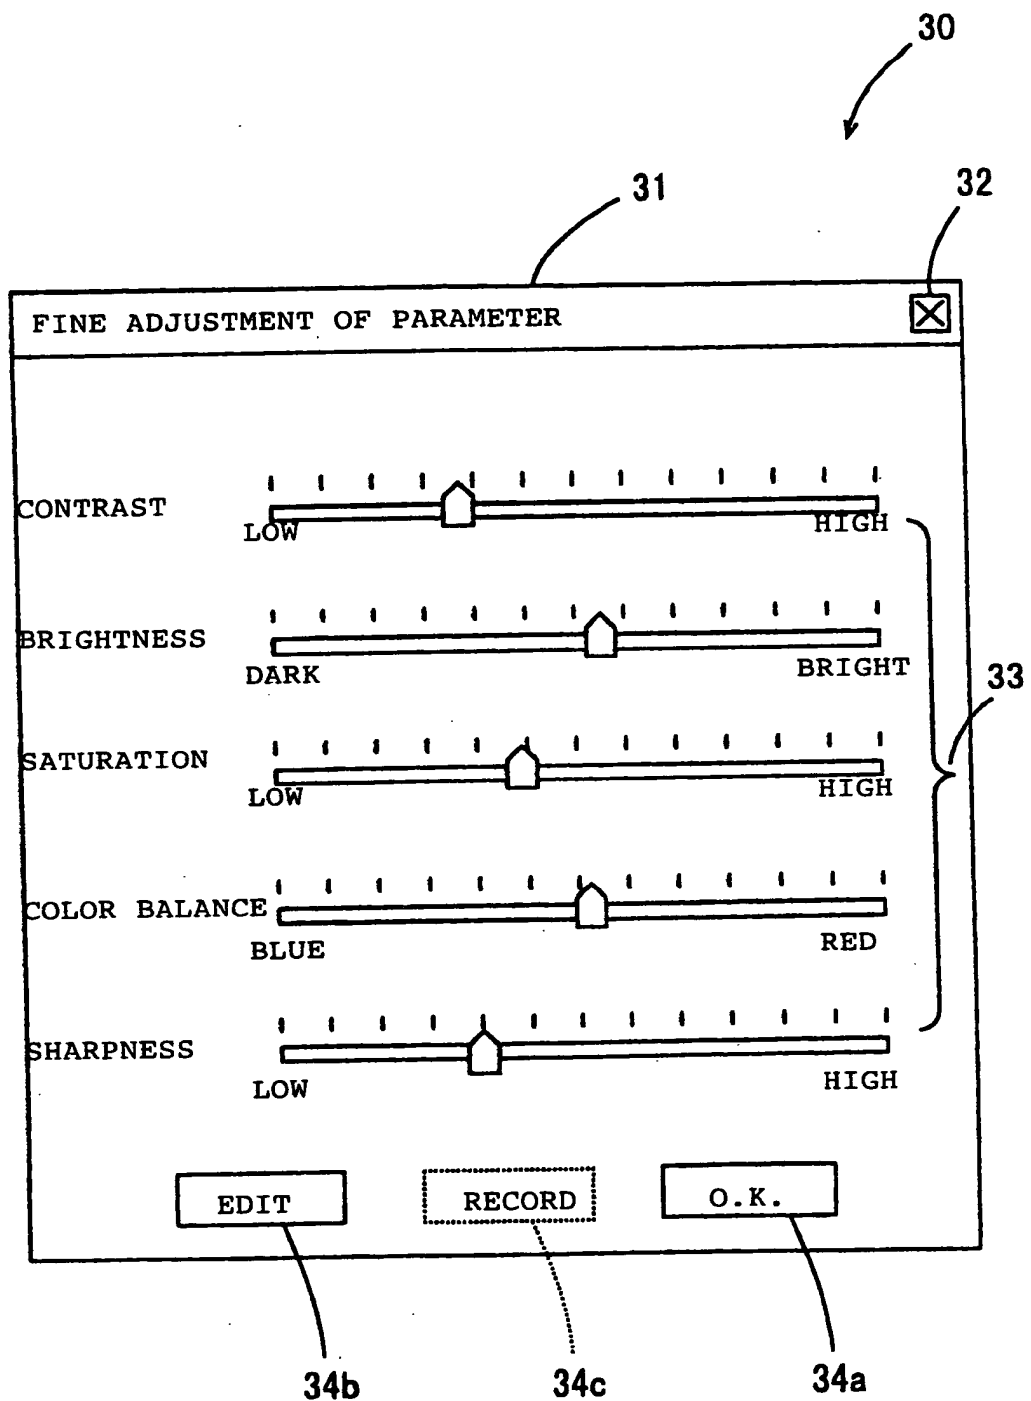 30
31
32
FINE ADJUSTMENT OF PARAMETER
CONTRAST
LOW
HIGH
BRIGHTNESS
DARK
BRIGHT
33
SATURATION
LOW
HIGH
COLOR BALANCE
BLUE
RED
SHARPNESS
LOW
HIGH
EDIT
RECORD
O.K.
34b
34c
34a